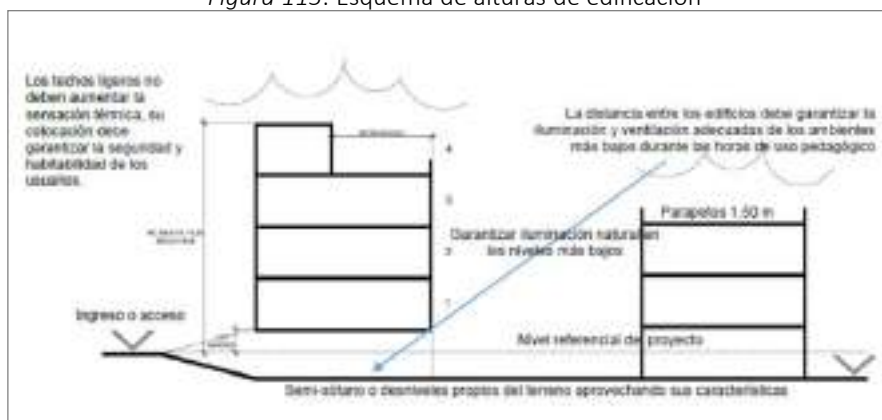 Figura 115. Esquema de alturas de edificación
Los techos ligeros no
deben aumentar la
sensación térmica, su
colocación debe
garantizar la seguridad y
habitabilidad de los
usuarios.
La distancia entre los edificios debe garantizar la
iluminación y ventilación adecuadas de los ambientes
más bajos durante las horas de uso pedagógico
4
3
2
1
Parapetos 1.50 m
Garantizar iluminación natural en
los niveles más bajos
Ingreso o acceso
Nivel referencial de proyecto
Semi-sótano o desniveles propios del terreno aprovechando sus características